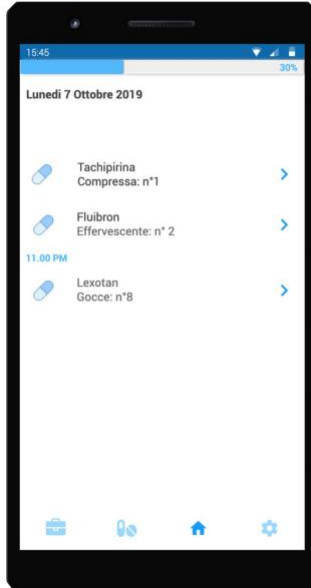 15:45
30%
Lunedì 7 Ottobre 2019
Tachipirina
Compressa: n°1
Fluibron
Effervescente: n° 2
11.00 PM
Lexotan
Gocce: n°8